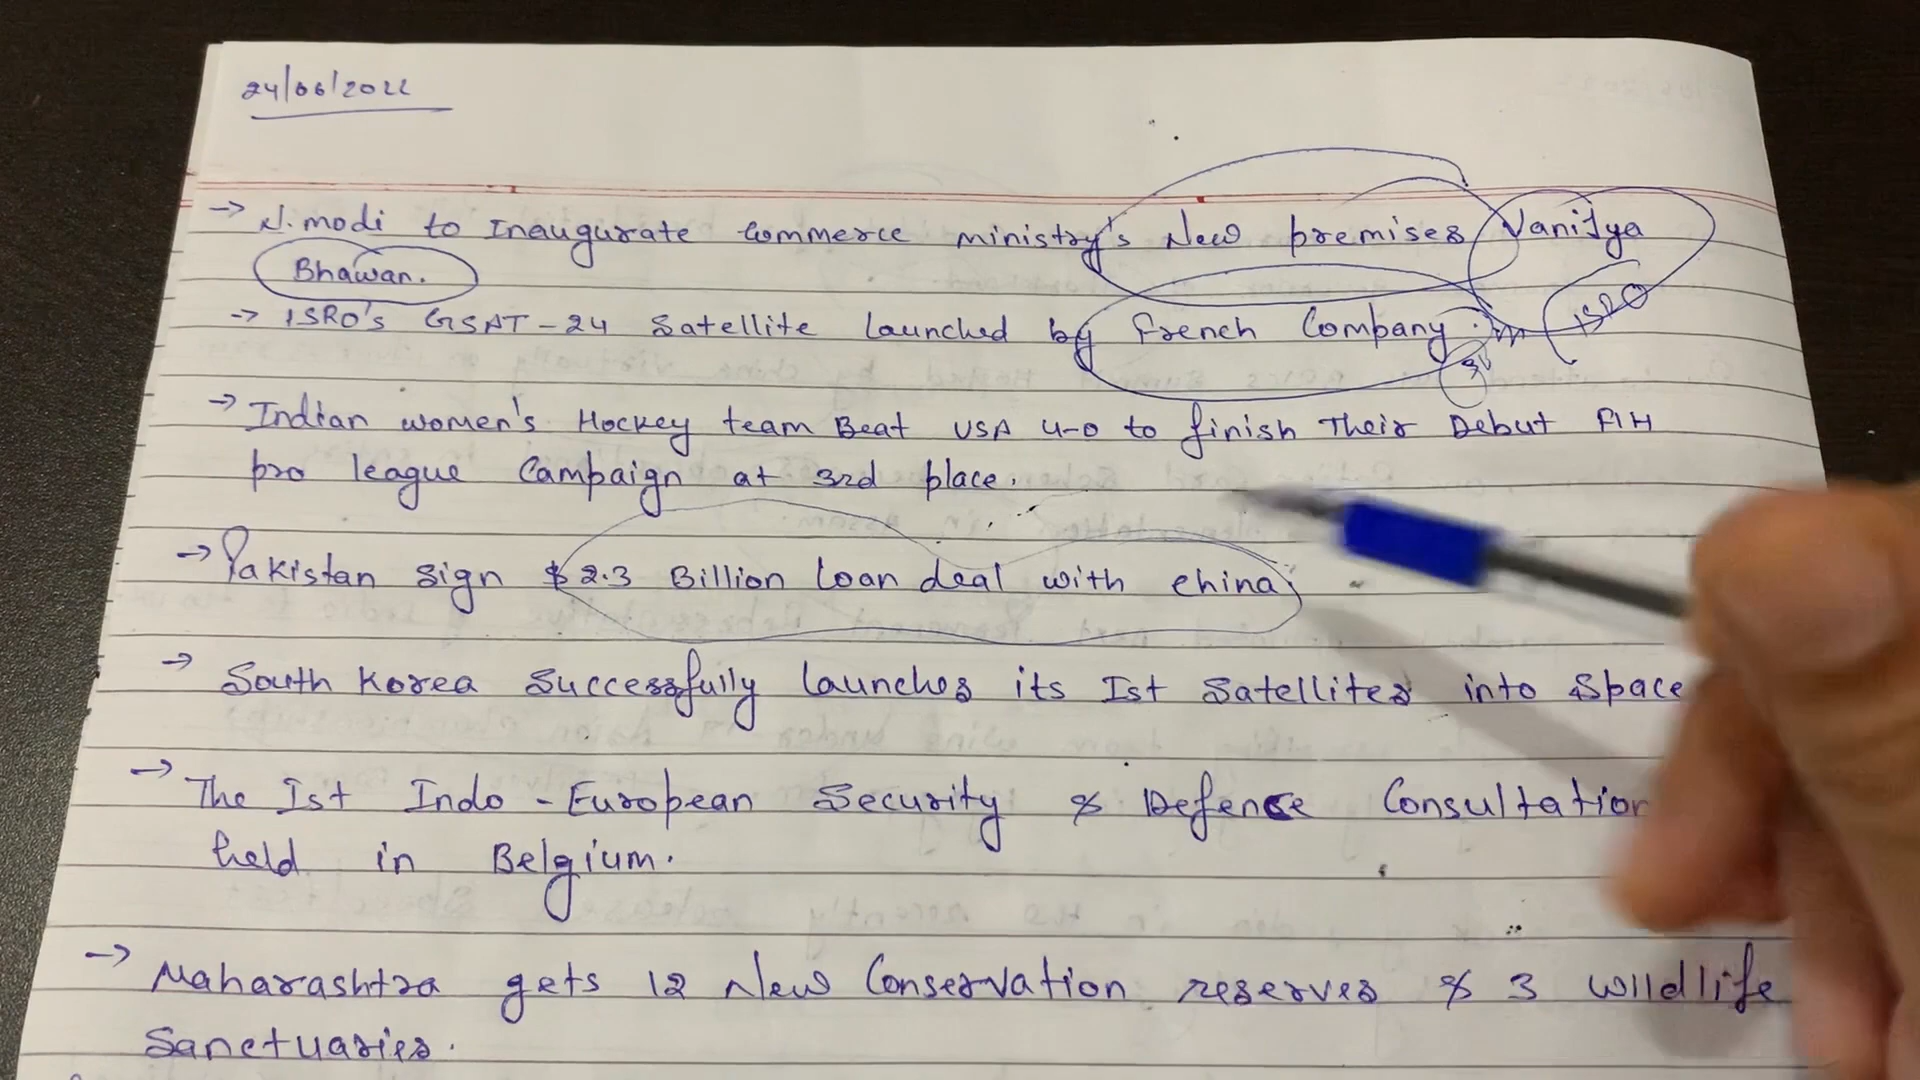 24/06/2022
→ N. modi to Inaugurate Commerce ministry's New premises Vanijya
Bhawan.
→ ISRO's GSAT-24 Satellite Launched by French Company.
ISRO
→ Indian women's Hockey team Beat USA 4-0 to finish Their Debut FIH
pro league Campaign at 3rd place.
→ Pakistan sign $2.3 Billion Loan deal with china
→ South Korea Successfully Launches its Ist Satellites into Space
→ The Ist Indo-European Security & Defence Consultation
held in Belgium.
→ Maharashtra gets 12 New Conservation reserves & 3 wildlife
Sanctuaries.